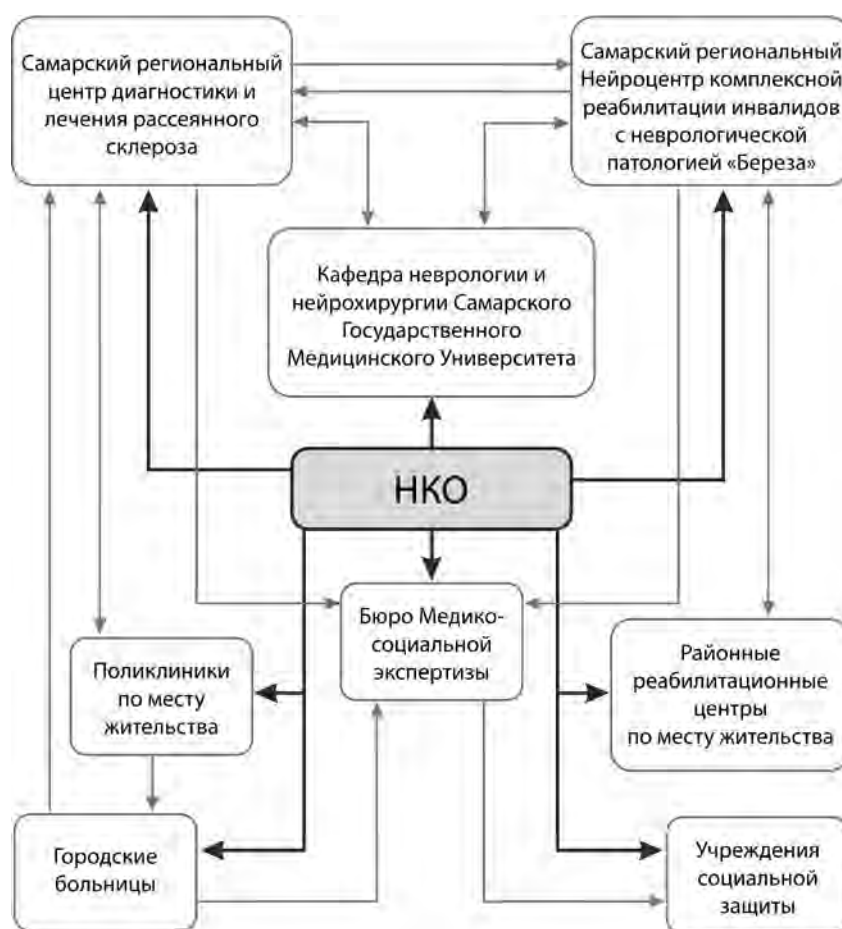 Самарский региональный
центр диагностики и
лечения рассеянного
склероза
Самарский региональный
Нейроцентр комплексной
реабилитации инвалидов
с неврологической
патологией «Береза»
Кафедра неврологии и
нейрохирургии Самарского
Государственного
Медицинского Университета
НКО
Бюро Медико-
социальной
экспертизы
Поликлиники
по месту
жительства
Районные
реабилитационные
центры
по месту жительства
Городские
больницы
Учреждения
социальной
защиты